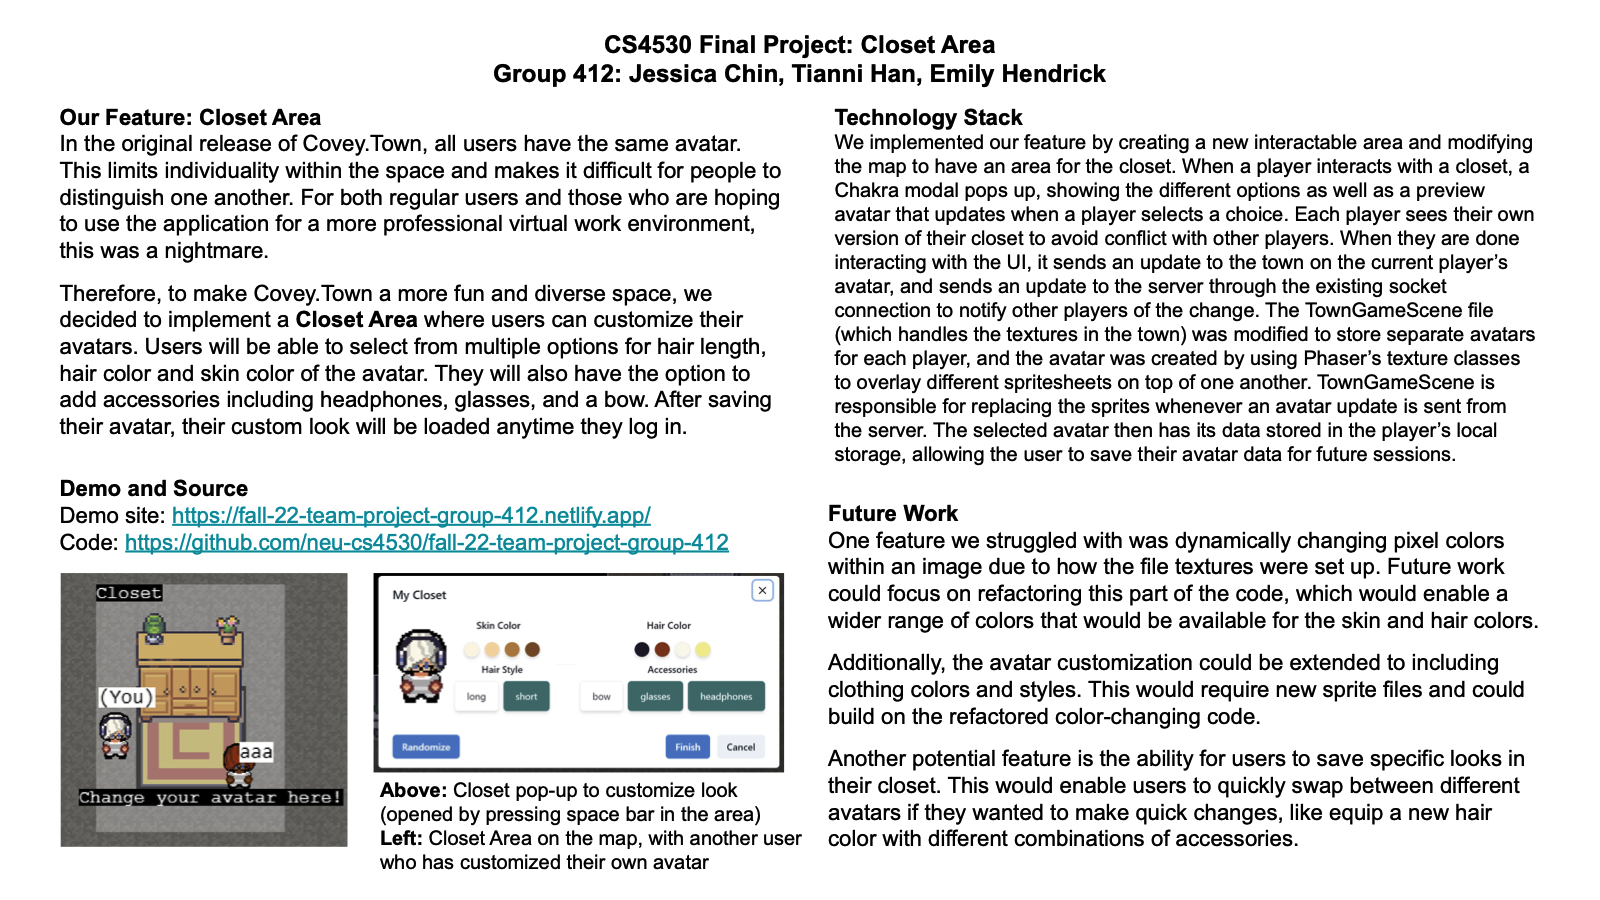 CS4530 Final Project: Closet Area
Group 412: Jessica Chin, Tianni Han, Emily Hendrick
Our Feature: Closet Area
In the original release of Covey.Town, all users have the same avatar.
This limits individuality within the space and makes it difficult for people to
distinguish one another. For both regular users and those who are hoping
to use the application for a more professional virtual work environment,
this was a nightmare.
Therefore, to make Covey.Town a more fun and diverse space, we
decided to implement a Closet Area where users can customize their
avatars. Users will be able to select from multiple options for hair length,
hair color and skin color of the avatar. They will also have the option to
add accessories including headphones, glasses, and a bow. After saving
their avatar, their custom look will be loaded anytime they log in.
Demo and Source
Demo site: https://fall-22-team-project-group-412.netlify.app/
Code: https://github.com/neu-cs4530/fall-22-team-project-group-412
Closet
(You)
aaa
Change your avatar here!
My Closet
Skin Color
Hair Color
Hair Style
Accessories
long short bow glasses headphones
Randomize Finish Cancel
Above: Closet pop-up to customize look
(opened by pressing space bar in the area)
Left: Closet Area on the map, with another user
who has customized their own avatar
Technology Stack
We implemented our feature by creating a new interactable area and modifying
the map to have an area for the closet. When a player interacts with a closet, a
Chakra modal pops up, showing the different options as well as a preview
avatar that updates when a player selects a choice. Each player sees their own
version of their closet to avoid conflict with other players. When they are done
interacting with the UI, it sends an update to the town on the current player’s
avatar, and sends an update to the server through the existing socket
connection to notify other players of the change. The TownGameScene file
(which handles the textures in the town) was modified to store separate avatars
for each player, and the avatar was created by using Phaser’s texture classes
to overlay different spritesheets on top of one another. TownGameScene is
responsible for replacing the sprites whenever an avatar update is sent from
the server. The selected avatar then has its data stored in the player’s local
storage, allowing the user to save their avatar data for future sessions.
Future Work
One feature we struggled with was dynamically changing pixel colors
within an image due to how the file textures were set up. Future work
could focus on refactoring this part of the code, which would enable a
wider range of colors that would be available for the skin and hair colors.
Additionally, the avatar customization could be extended to including
clothing colors and styles. This would require new sprite files and could
build on the refactored color-changing code.
Another potential feature is the ability for users to save specific looks in
their closet. This would enable users to quickly swap between different
avatars if they wanted to make quick changes, like equip a new hair
color with different combinations of accessories.